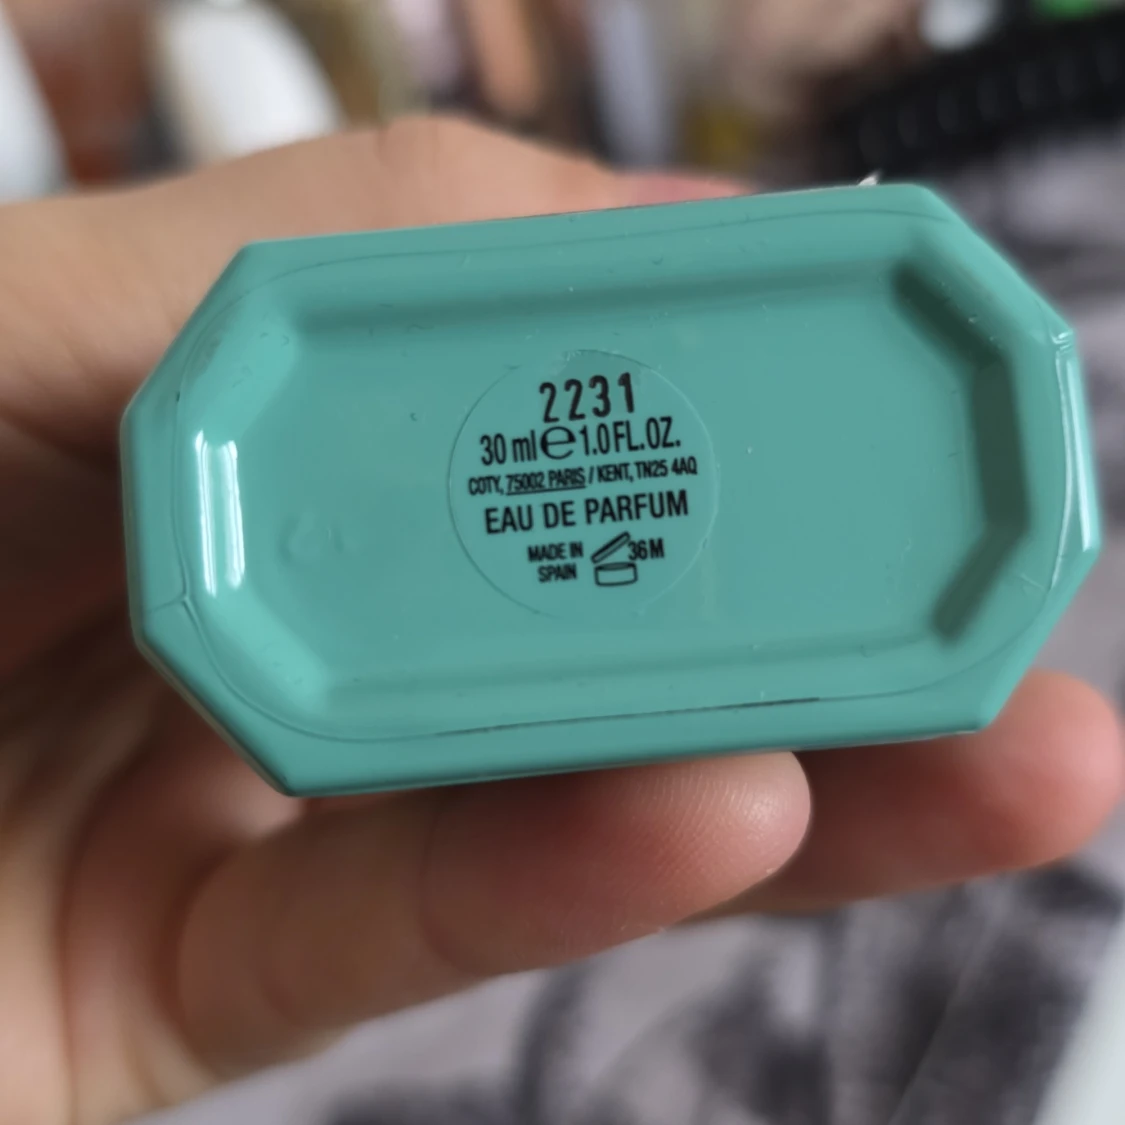 2231
30 ml e 1.0 FL. OZ.
COTY, 75002 PARIS / KENT, TN25 4AQ
EAU DE PARFUM
MADE IN 36 M
SPAIN